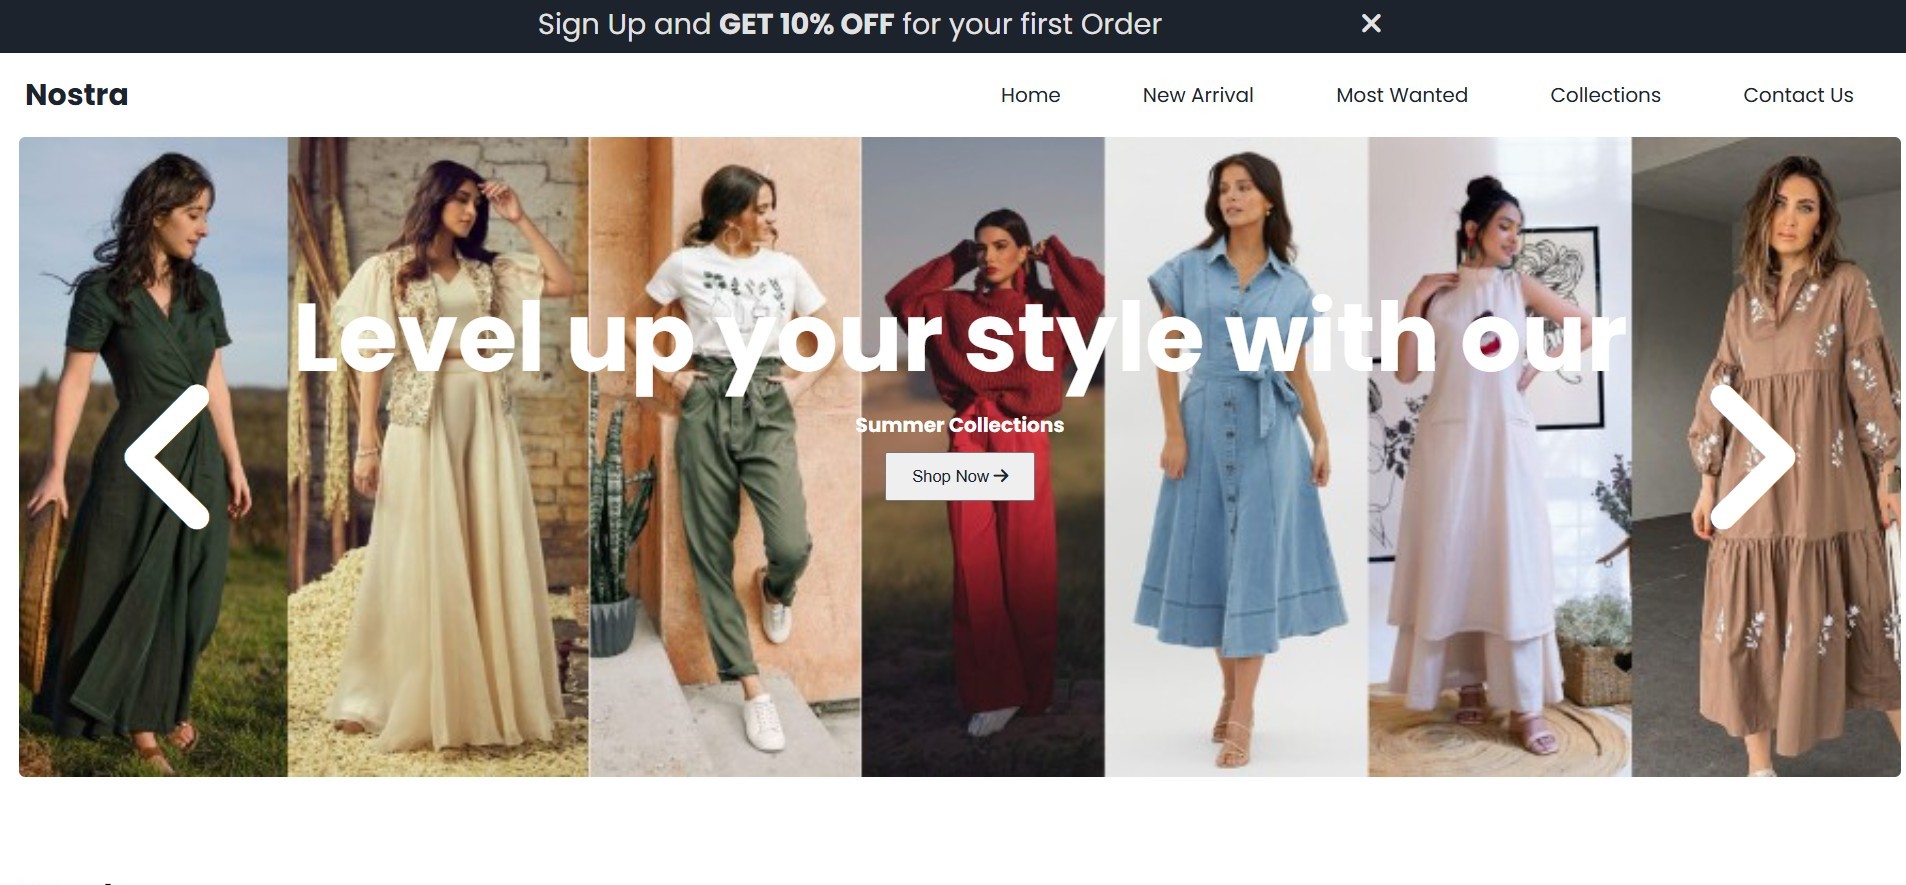 Sign Up and GET 10% OFF for your first Order
Nostra
Home
New Arrival
Most Wanted
Collections
Contact Us
Level up your style with our
Summer Collections
Shop Now